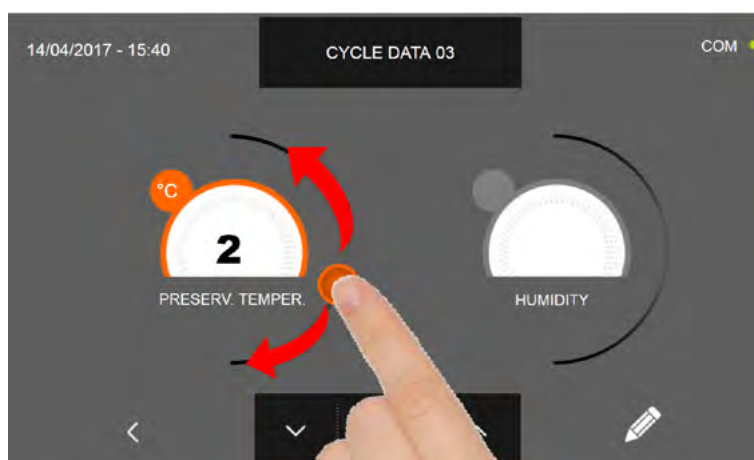 14/04/2017 - 15:40
CYCLE DATA 03
COM
°C
2
PRESERV. TEMPER.
HUMIDITY